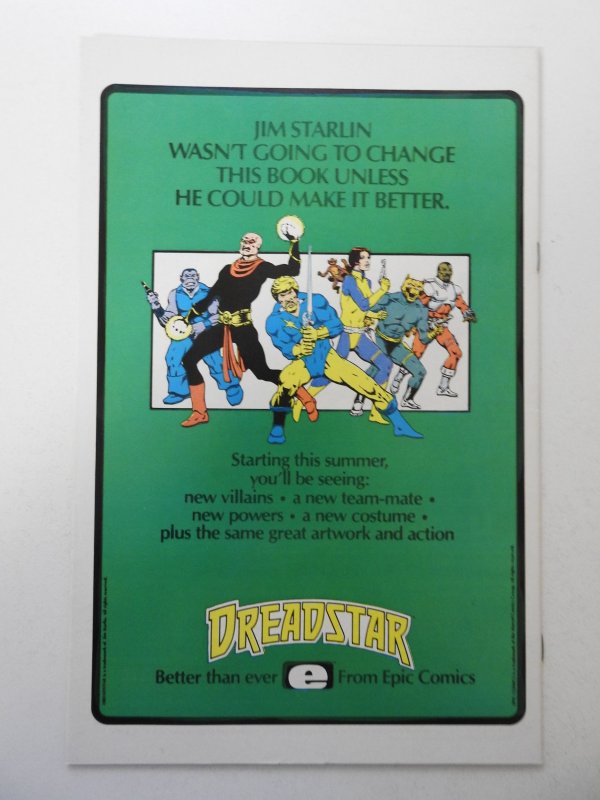 JIM STARLIN
WASN'T GOING TO CHANGE
THIS BOOK UNLESS
HE COULD MAKE IT BETTER.
Starting this summer,
you'll be seeing:
new villains • a new team-mate •
new powers • a new costume •
plus the same great artwork and action
DREADSTAR
Better than ever e From Epic Comics